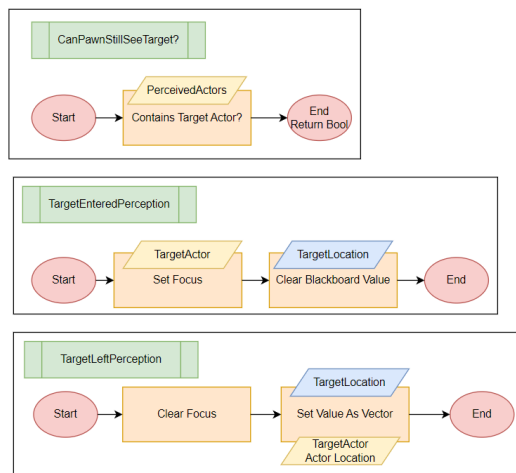 CanPawnStillSeeTarget?
PerceivedActors
Start
Contains Target Actor?
End
Return Bool
TargetEnteredPerception
TargetActor
TargetLocation
Start
Set Focus
Clear Blackboard Value
End
TargetLeftPerception
TargetLocation
Start
Clear Focus
Set Value As Vector
End
TargetActor
Actor Location